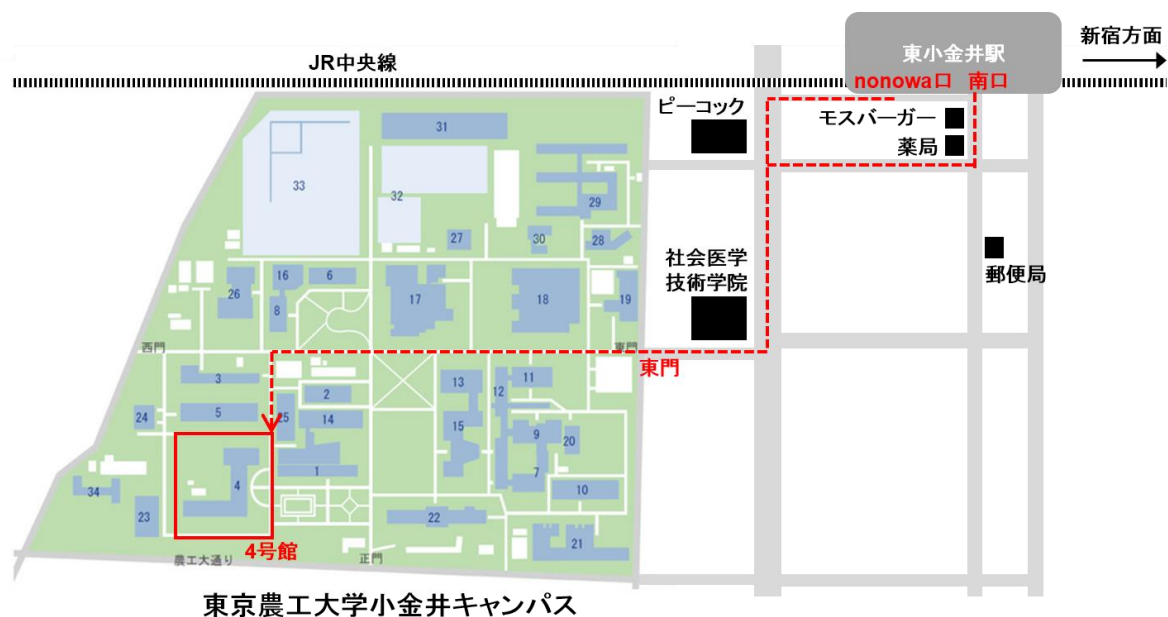 新宿方面
東小金井駅
JR中央線
nonowa口 南口
ピーコック
モスバーガー
薬局
31
33
32
29
27
30
28
社会医学
技術学院
郵便局
16
6
26
8
17
18
19
西門
東門
東門
3
2
11
13
12
5
24
25
14
15
9
20
7
1
4
10
34
23
22
21
4号館
農工大通り
正門
東京農工大学小金井キャンパス